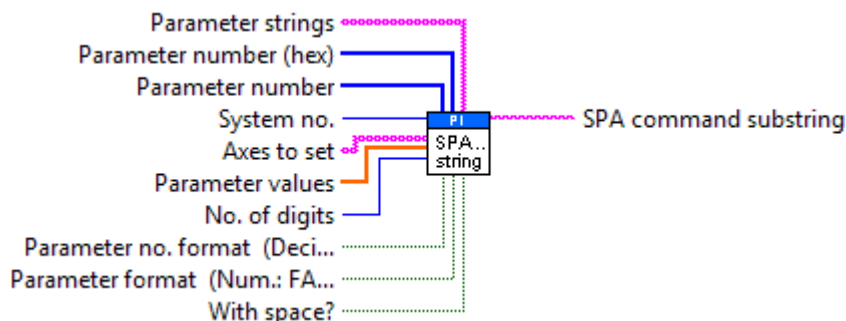 Parameter strings
Parameter number (hex)
Parameter number
System no.
Axes to set
Parameter values
No. of digits
Parameter no. format (Deci...
Parameter format (Num.: FA...
With space?
PI
SPA..
string
SPA command substring